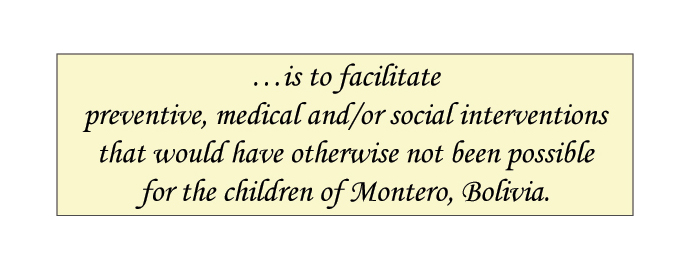 …is to facilitate
preventive, medical and/or social interventions
that would have otherwise not been possible
for the children of Montero, Bolivia.